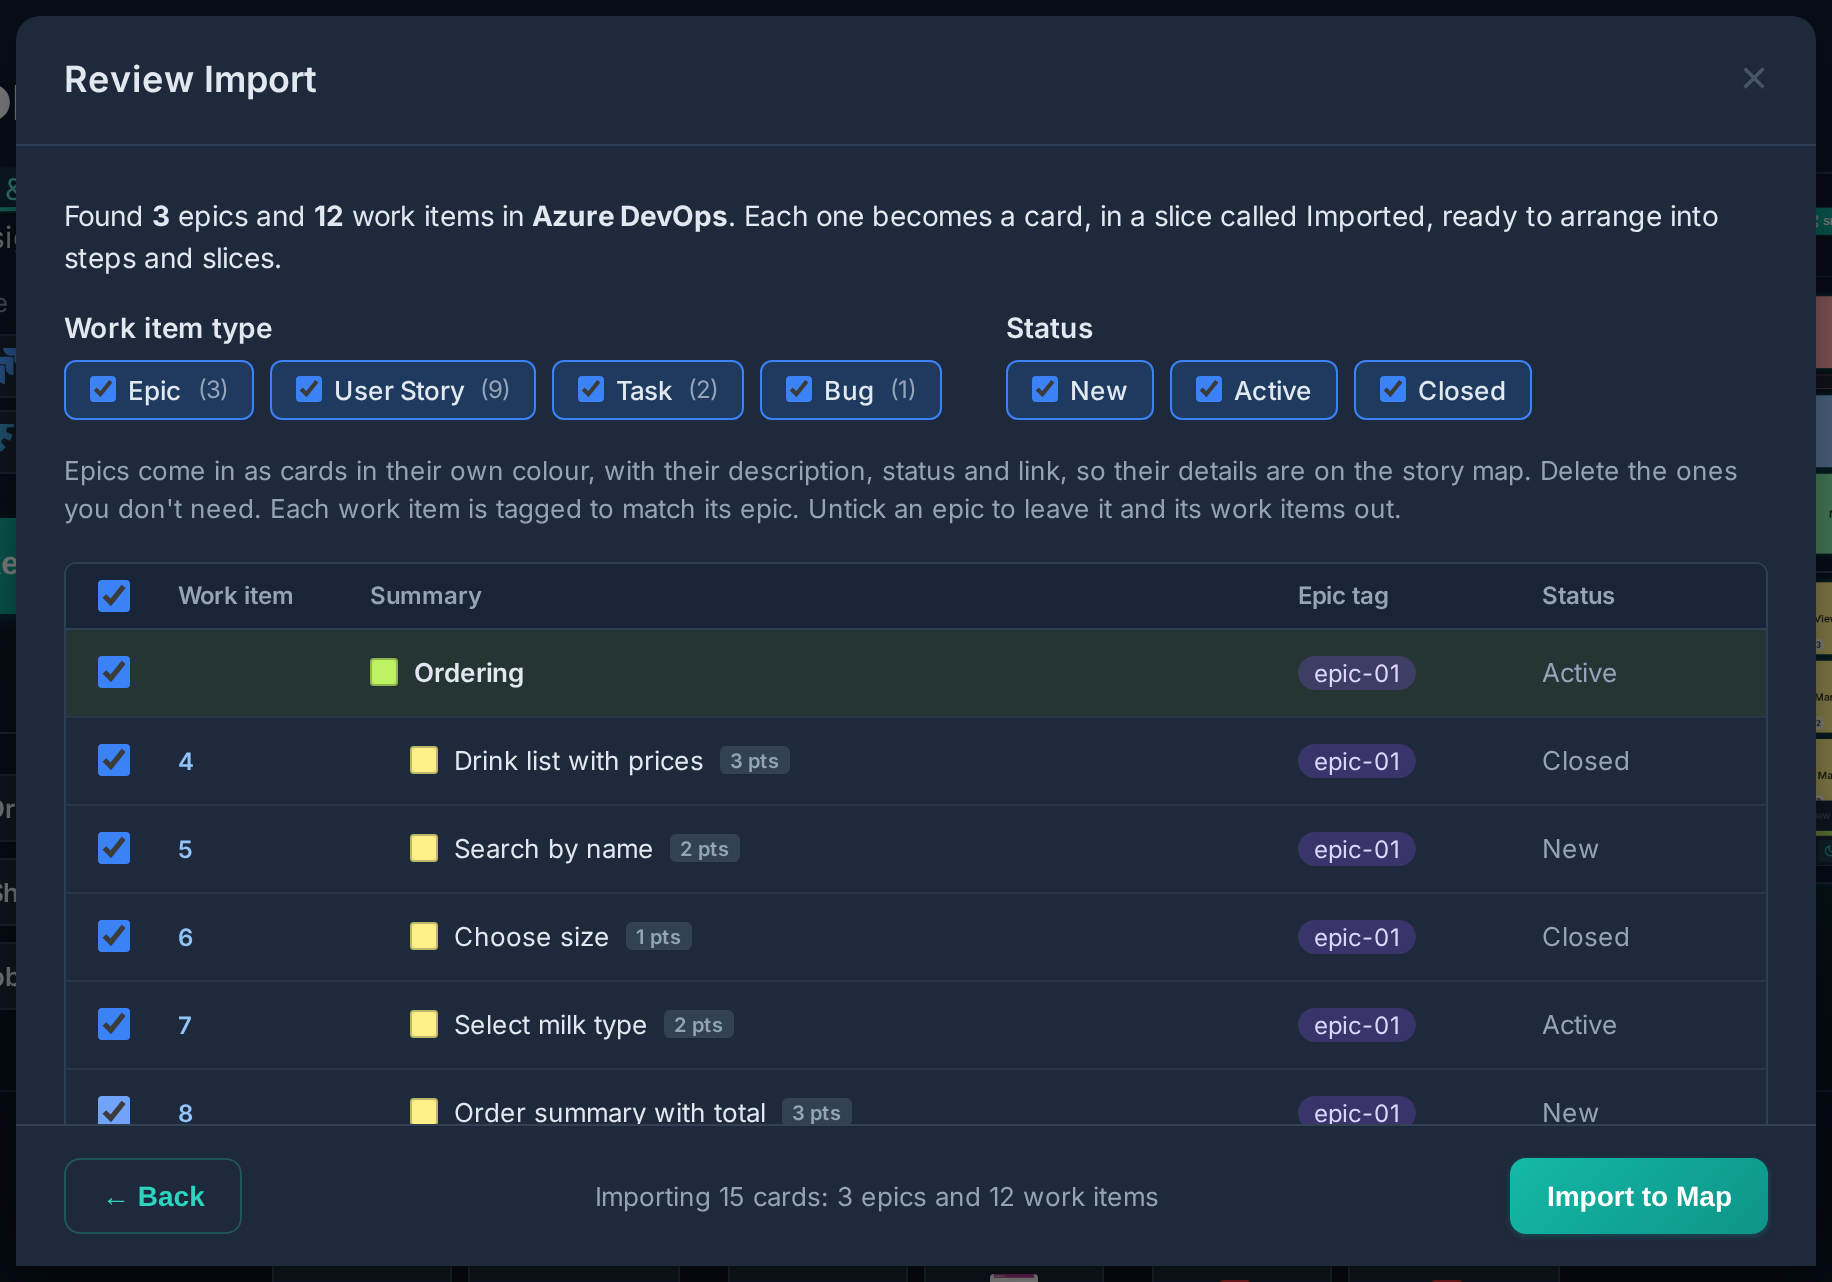 Review Import
Found 3 epics and 12 work items in Azure DevOps. Each one becomes a card, in a slice called Imported, ready to arrange into
steps and slices.
Work item type
Status
Epic (3) User Story (9) Task (2) Bug (1) New Active Closed
Epics come in as cards in their own colour, with their description, status and link, so their details are on the story map. Delete the ones
you don't need. Each work item is tagged to match its epic. Untick an epic to leave it and its work items out.
Work item Summary Epic tag Status
Ordering epic-01 Active
4 Drink list with prices 3 pts epic-01 Closed
5 Search by name 2 pts epic-01 New
6 Choose size 1 pts epic-01 Closed
7 Select milk type 2 pts epic-01 Active
8 Order summary with total 3 pts epic-01 New
← Back Importing 15 cards: 3 epics and 12 work items Import to Map